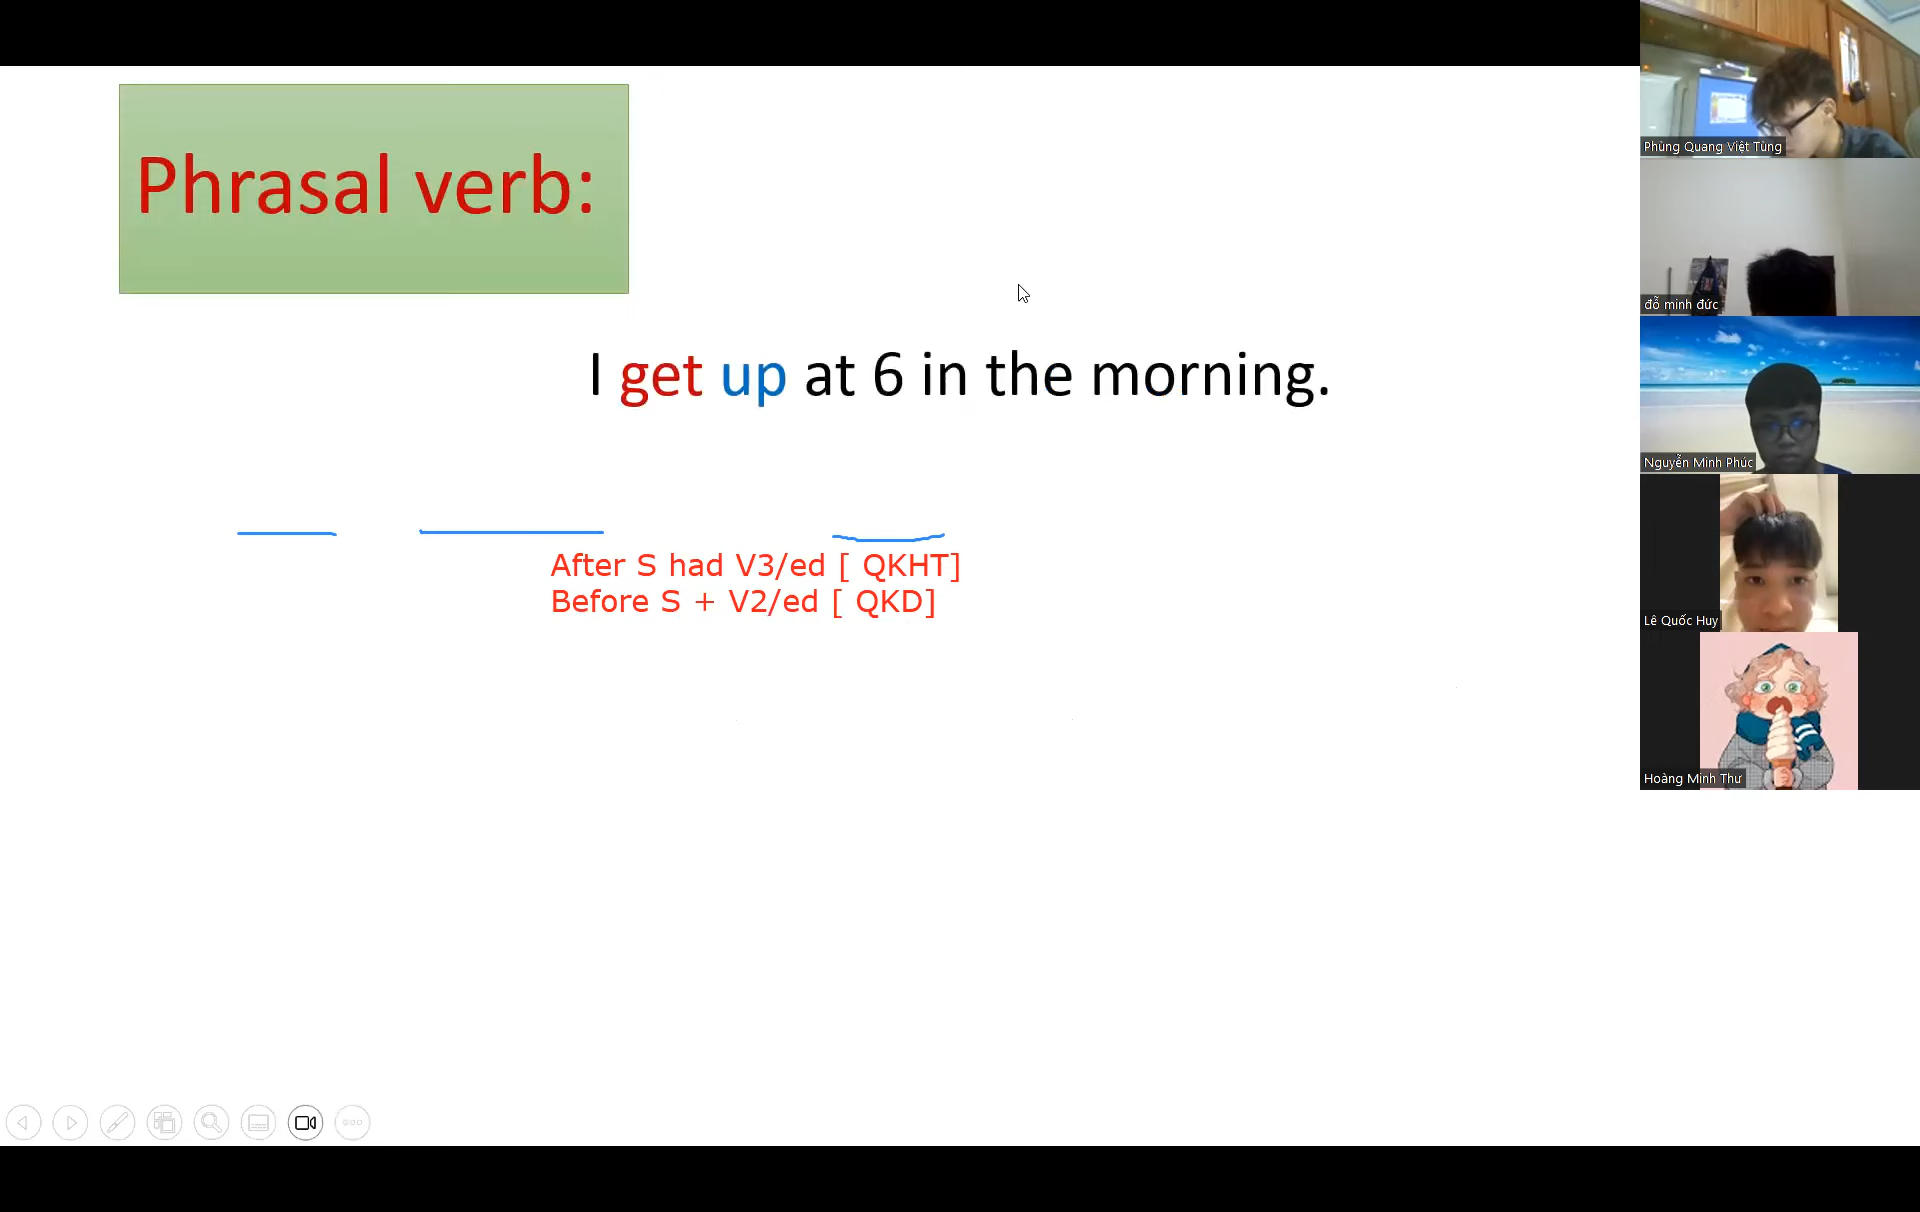 Phrasal verb:
I get up at 6 in the morning.
After S had V3/ed [ QKHT]
Before S + V2/ed [ QKD]
Phùng Quang Việt Tùng
đỗ minh đức
Nguyễn Minh Phúc
Lê Quốc Huy
Hoàng Minh Thư